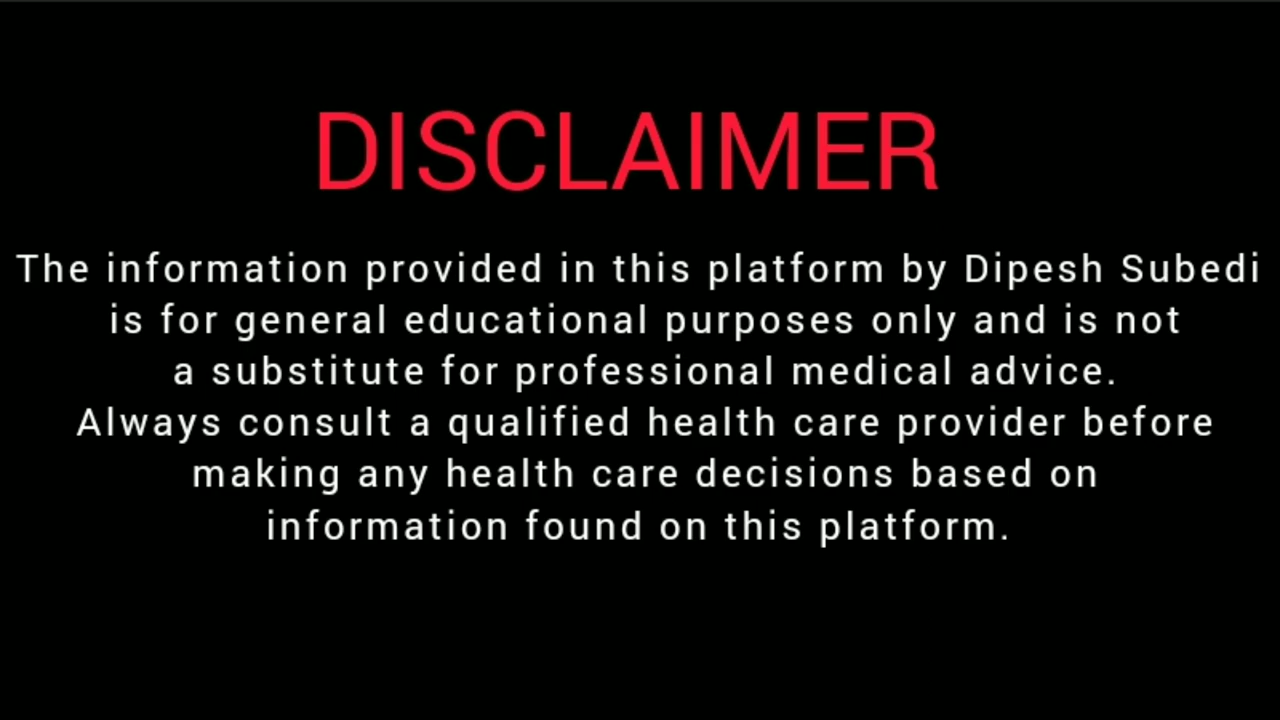 DISCLAIMER
The information provided in this platform by Dipesh Subedi
is for general educational purposes only and is not
a substitute for professional medical advice.
Always consult a qualified health care provider before
making any health care decisions based on
information found on this platform.